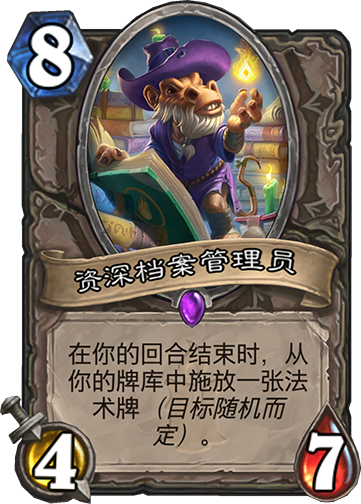 8
资深档案管理员
在你的回合结束时，从
你的牌库中施放一张法
术牌（目标随机而
定）。
4
7